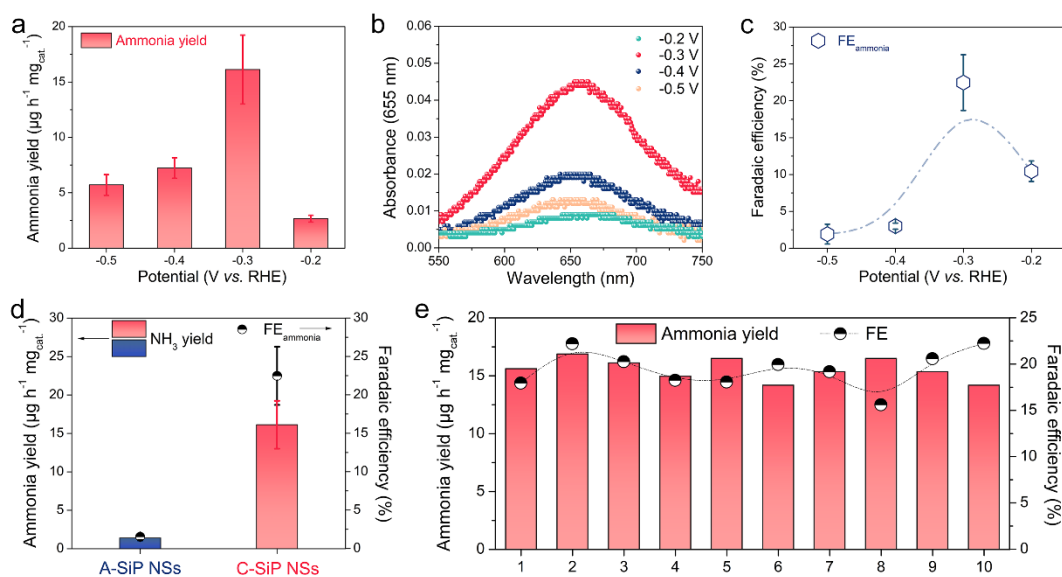 a
Ammonia yield (µg h⁻¹ mgcat.⁻¹)
20
15
10
5
0
Ammonia yield
-0.5 -0.4 -0.3 -0.2
Potential (V vs. RHE)
b
Absorbance (655 nm)
0.06
0.05
0.04
0.03
0.02
0.01
0.00
-0.2 V
-0.3 V
-0.4 V
-0.5 V
550 600 650 700 750
Wavelength (nm)
c
Faradaic efficiency (%)
30
25
20
15
10
5
0
FEammonia
-0.5 -0.4 -0.3 -0.2
Potential (V vs. RHE)
d
Ammonia yield (µg h⁻¹ mgcat.⁻¹)
30
25
20
15
10
5
0
NH₃ yield
FEammonia
30
25
20
15
10
5
0
Faradaic efficiency (%)
A-SiP NSs C-SiP NSs
e
Ammonia yield (µg h⁻¹ mgcat.⁻¹)
20
15
10
5
0
Ammonia yield
FE
25
20
15
10
5
0
Faradaic efficiency (%)
1 2 3 4 5 6 7 8 9 10